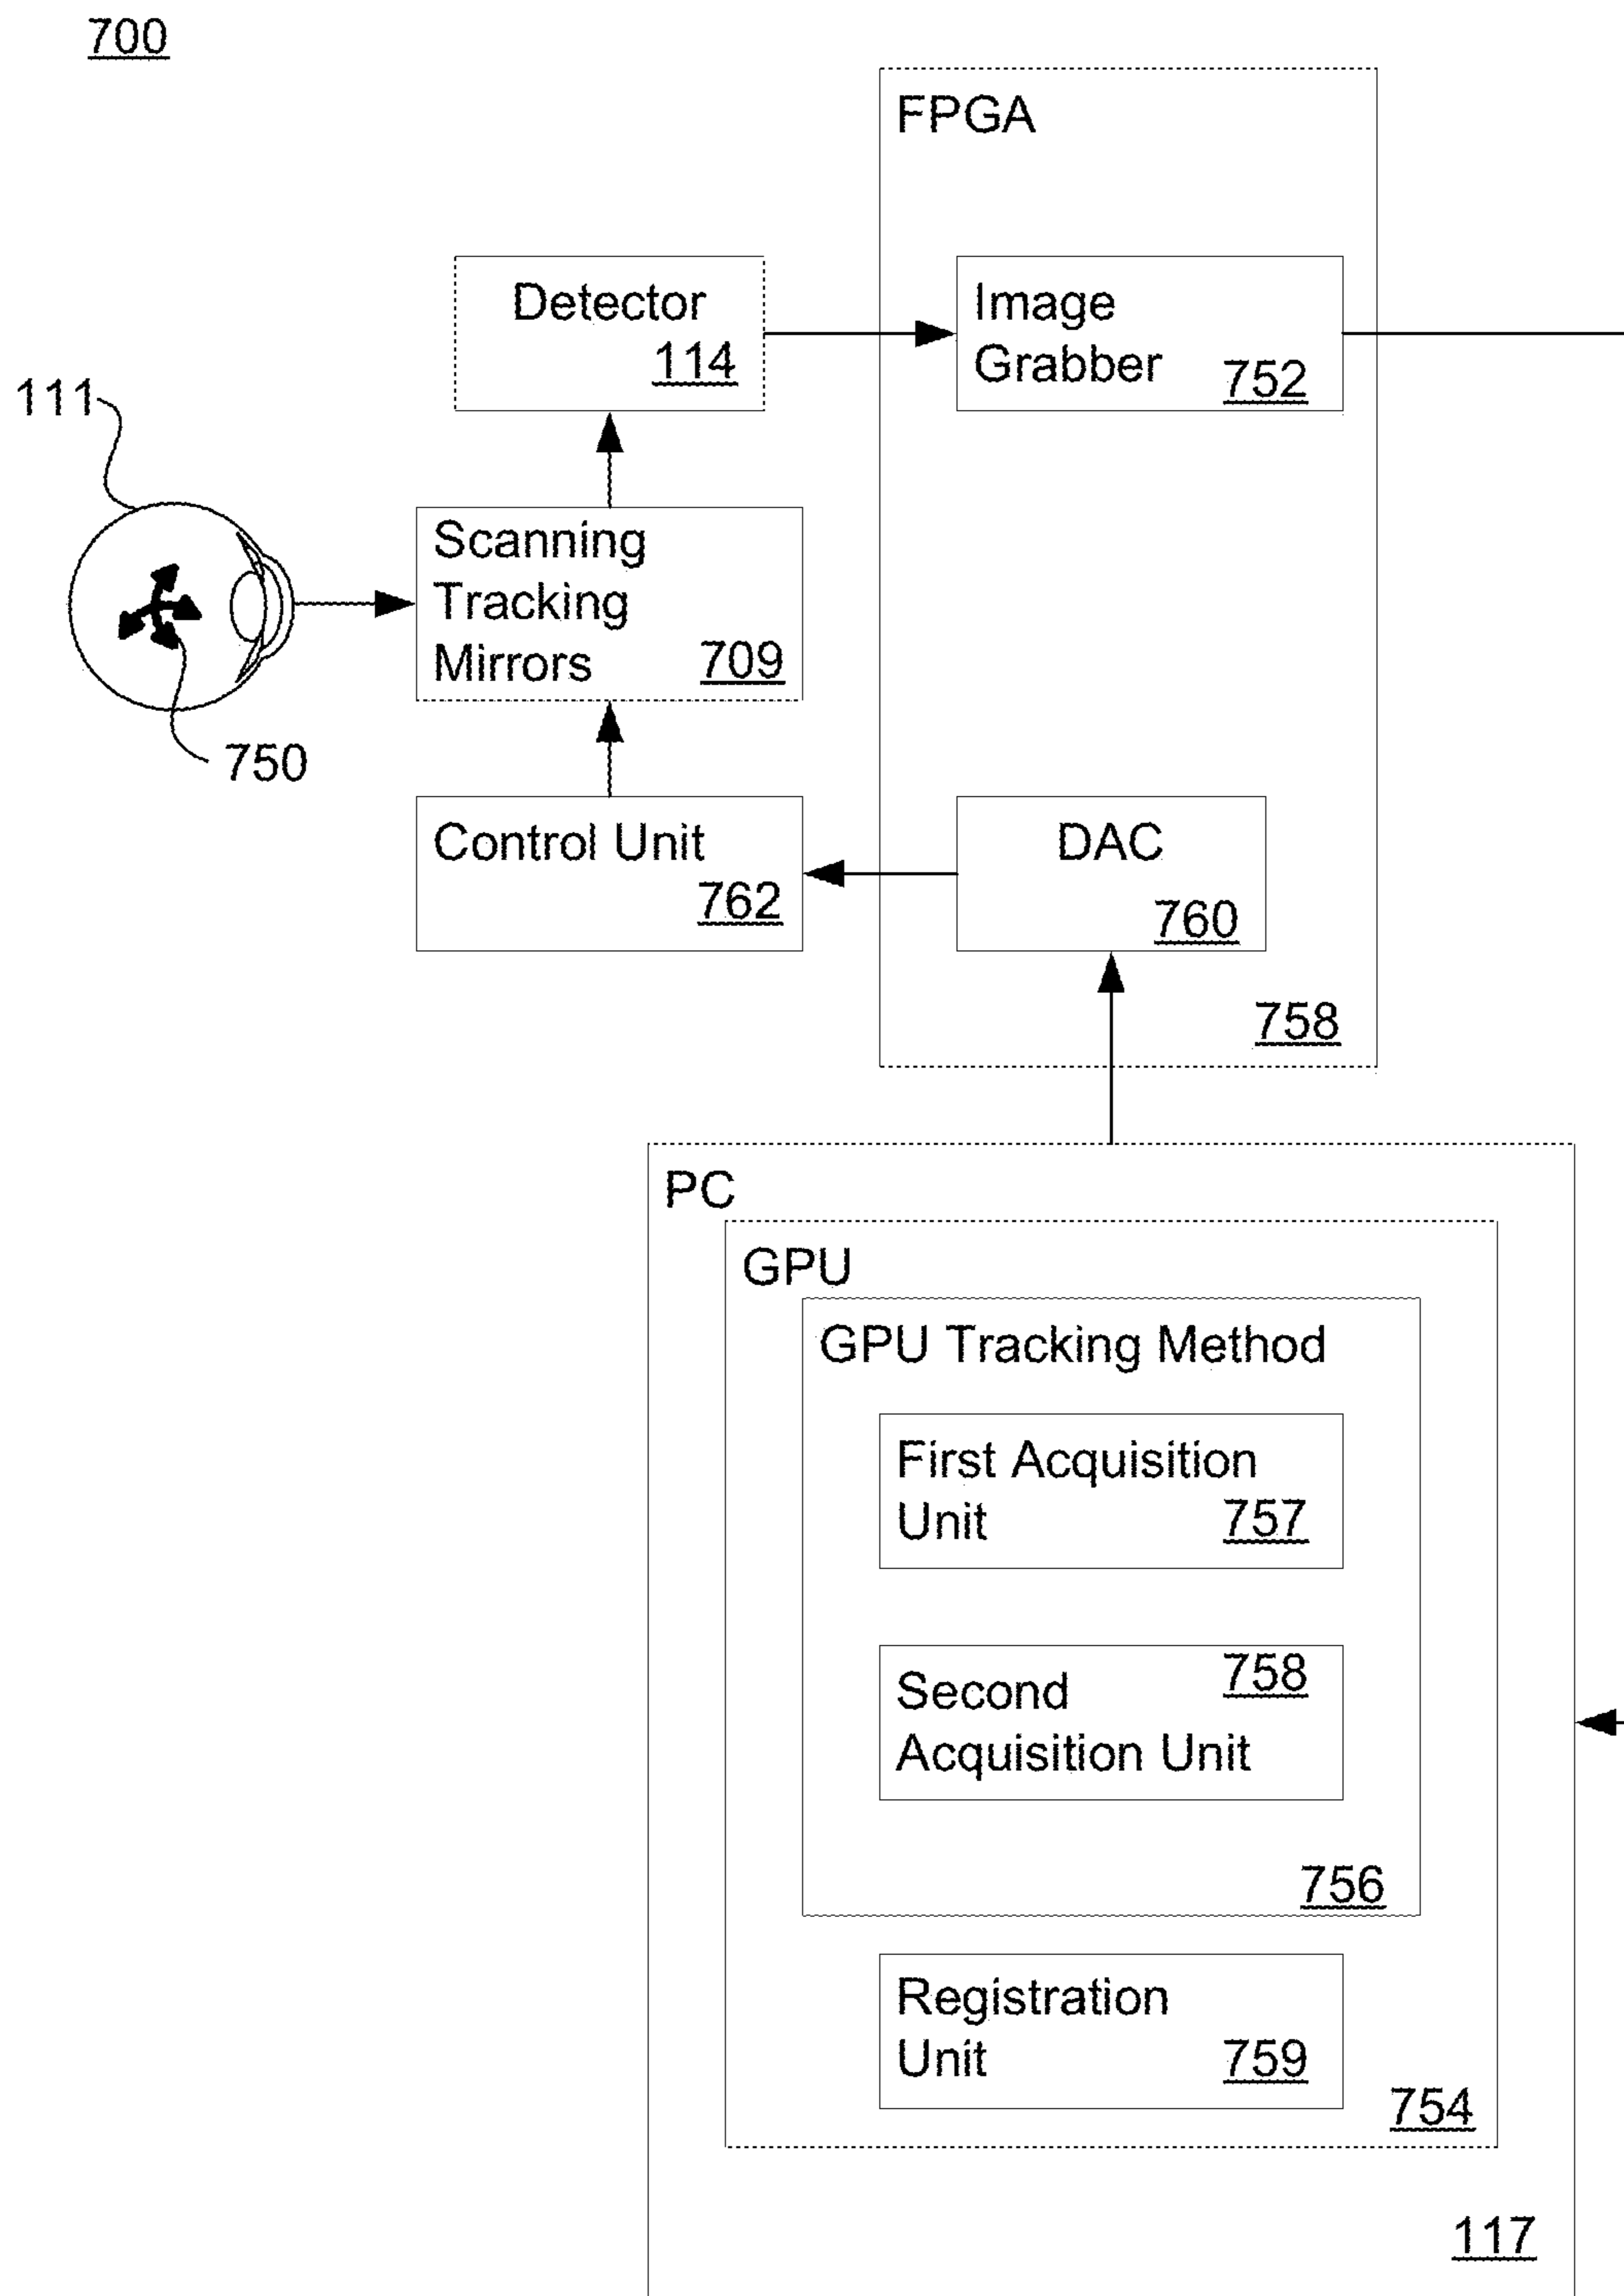 700
FPGA
Detector
114
Image
Grabber
752
111
Scanning
Tracking
Mirrors
709
750
Control Unit
762
DAC
760
758
PC
GPU
GPU Tracking Method
First Acquisition
Unit
757
758
Second
Acquisition Unit
756
Registration
Unit
759
754
117